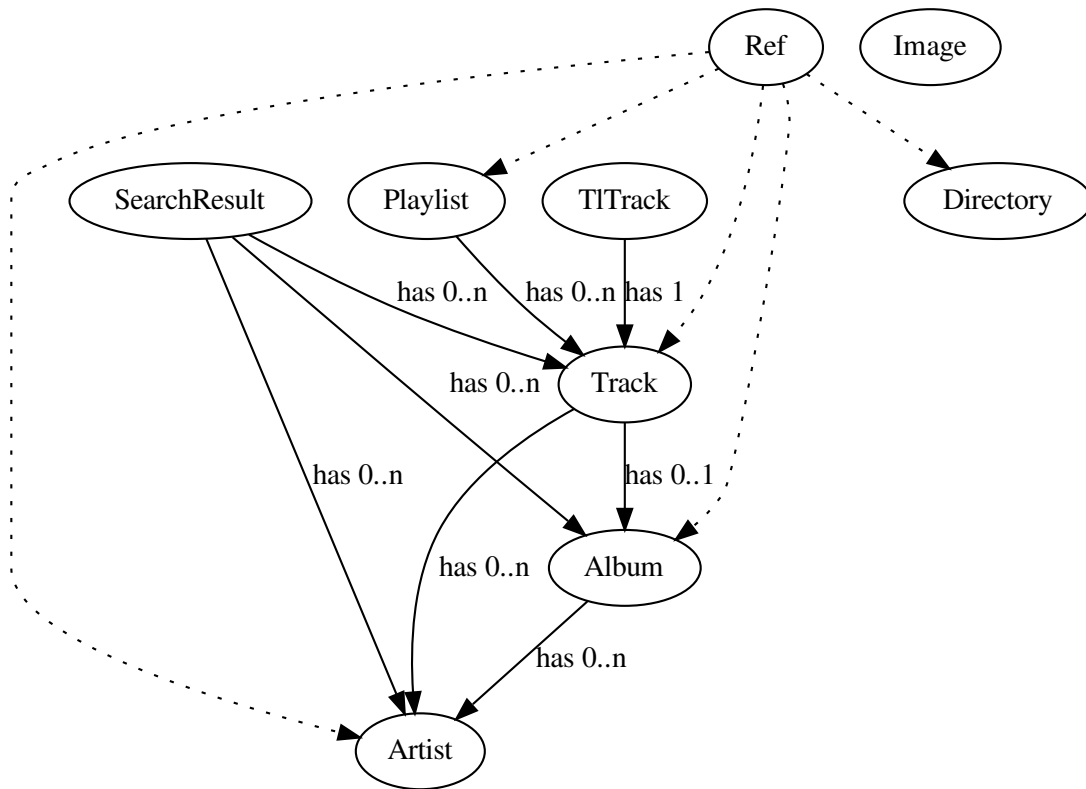 Ref
Image
SearchResult
Playlist
TlTrack
Directory
has 0..n
has 0..n
has 1
has 0..n
Track
has 0..n
has 0..1
has 0..n
Album
has 0..n
Artist